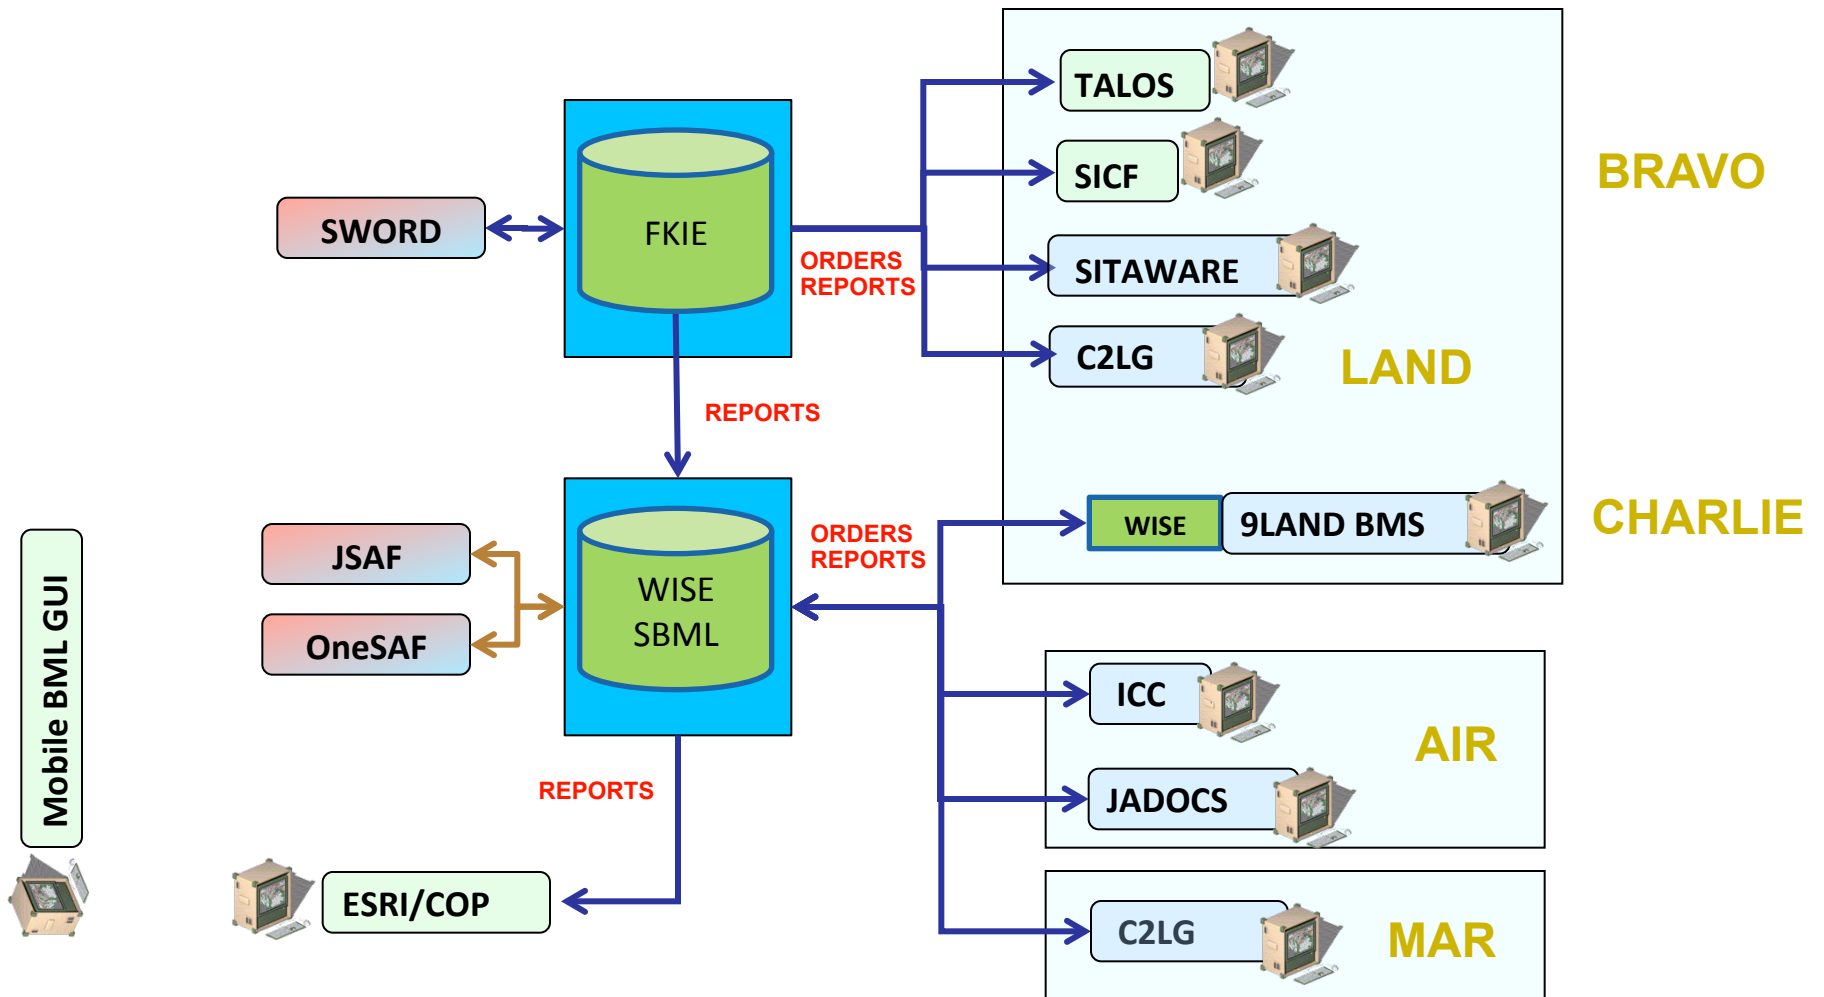 TALOS
BRAVO
SICF
SWORD
FKIE
ORDERS
REPORTS
SITAWARE
C2LG
LAND
REPORTS
WISE
9LAND BMS
CHARLIE
ORDERS
REPORTS
JSAF
WISE
SBML
OneSAF
Mobile BML GUI
ICC
AIR
REPORTS
JADOCS
ESRI/COP
C2LG
MAR